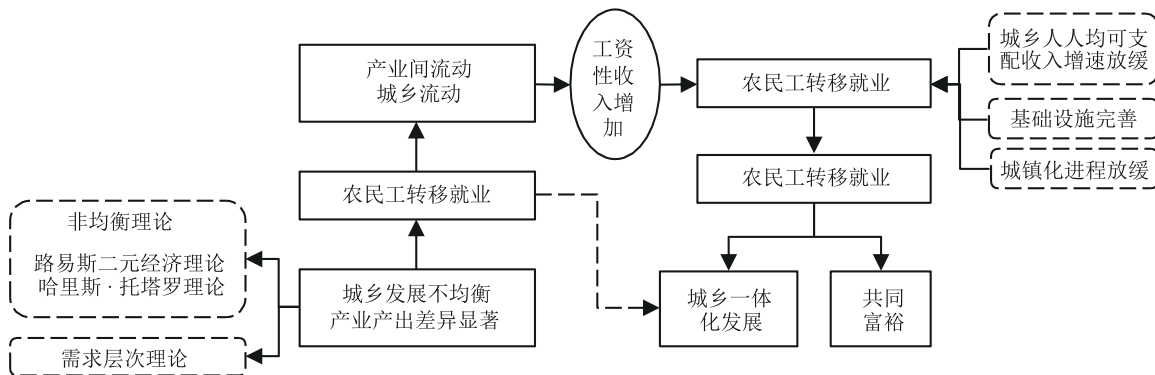 产业间流动
城乡流动
工资
性收
入增
加
农民工转移就业
城乡人人均可支
配收入增速放缓
基础设施完善
城镇化进程放缓
农民工转移就业
农民工转移就业
非均衡理论
路易斯二元经济理论
哈里斯·托塔罗理论
城乡发展不均衡
产业产出差异显著
城乡一体
化发展
共同
富裕
需求层次理论